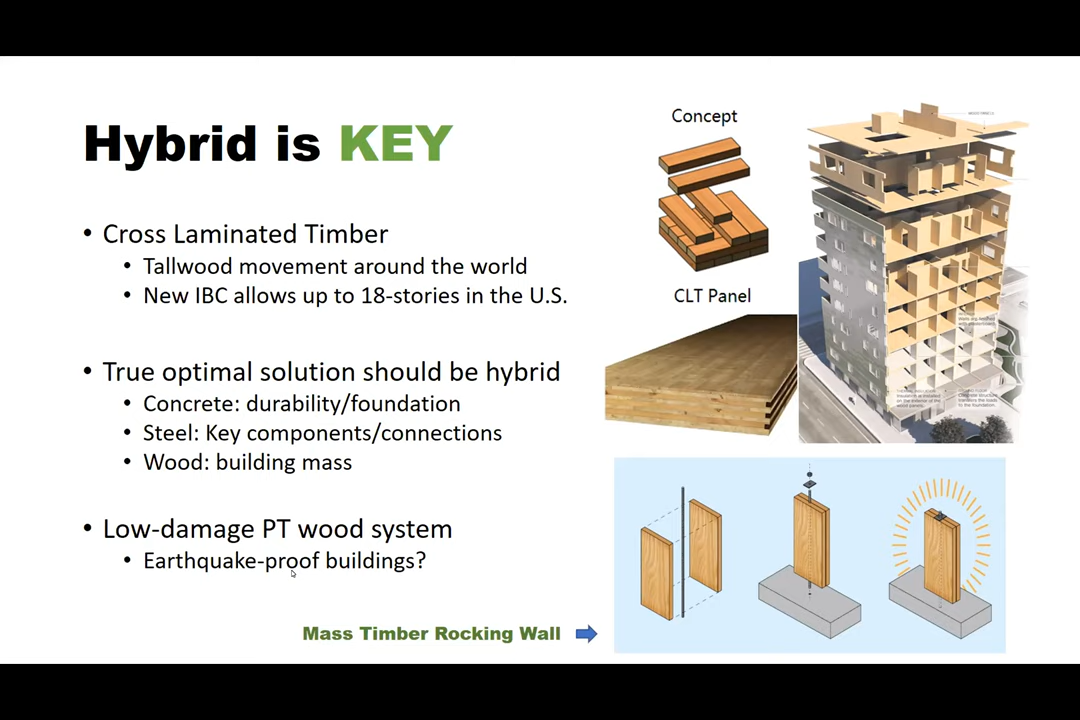 Hybrid is KEY
• Cross Laminated Timber
• Tallwood movement around the world
• New IBC allows up to 18-stories in the U.S.
• True optimal solution should be hybrid
• Concrete: durability/foundation
• Steel: Key components/connections
• Wood: building mass
• Low-damage PT wood system
• Earthquake-proof buildings?
Mass Timber Rocking Wall
Concept
CLT Panel